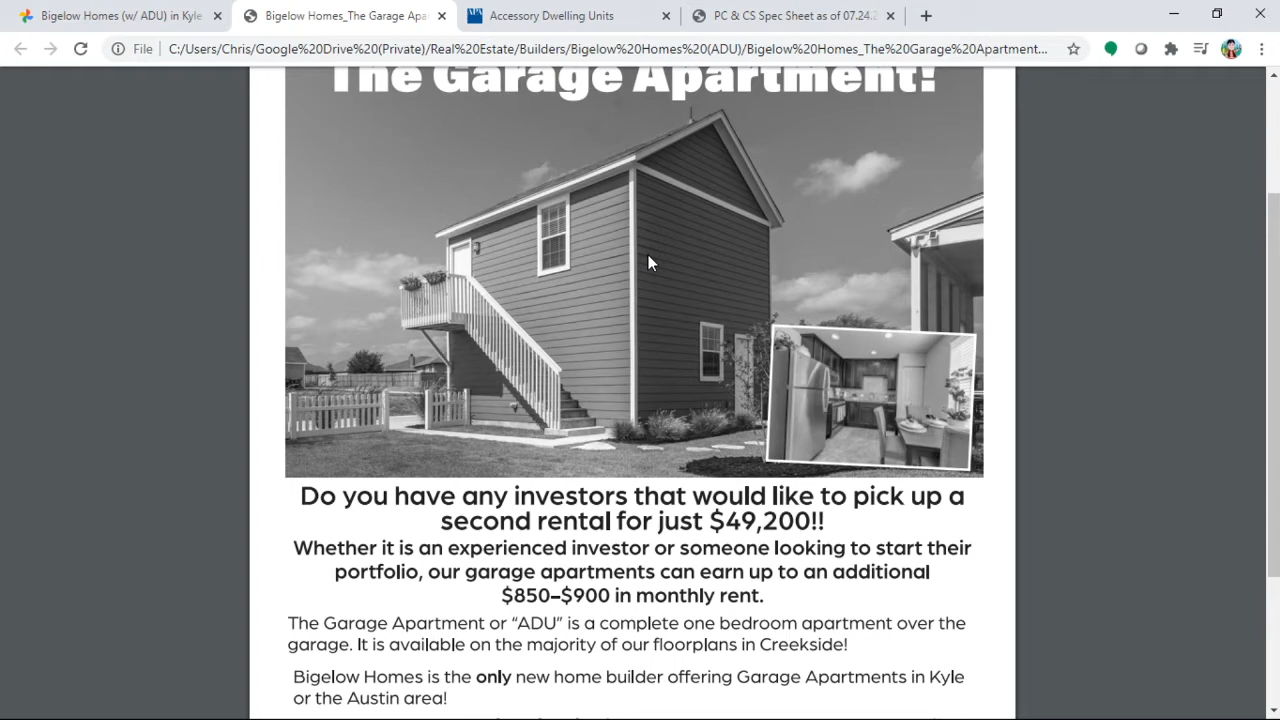 Bigelow Homes (w/ ADU) in Kyle
Bigelow Homes_The Garage Apar
Accessory Dwelling Units
PC & CS Spec Sheet as of 07.24.2
File
C:/Users/Chris/Google%20Drive%20(Private)/Real%20Estate/Builders/Bigelow%20Homes%20(ADU)/Bigelow%20Homes_The%20Garage%20Apartment...
The Garage Apartment!
Do you have any investors that would like to pick up a
second rental for just $49,200!!
Whether it is an experienced investor or someone looking to start their
portfolio, our garage apartments can earn up to an additional
$850–$900 in monthly rent.
The Garage Apartment or “ADU” is a complete one bedroom apartment over the
garage. It is available on the majority of our floorplans in Creekside!
Bigelow Homes is the only new home builder offering Garage Apartments in Kyle
or the Austin area!